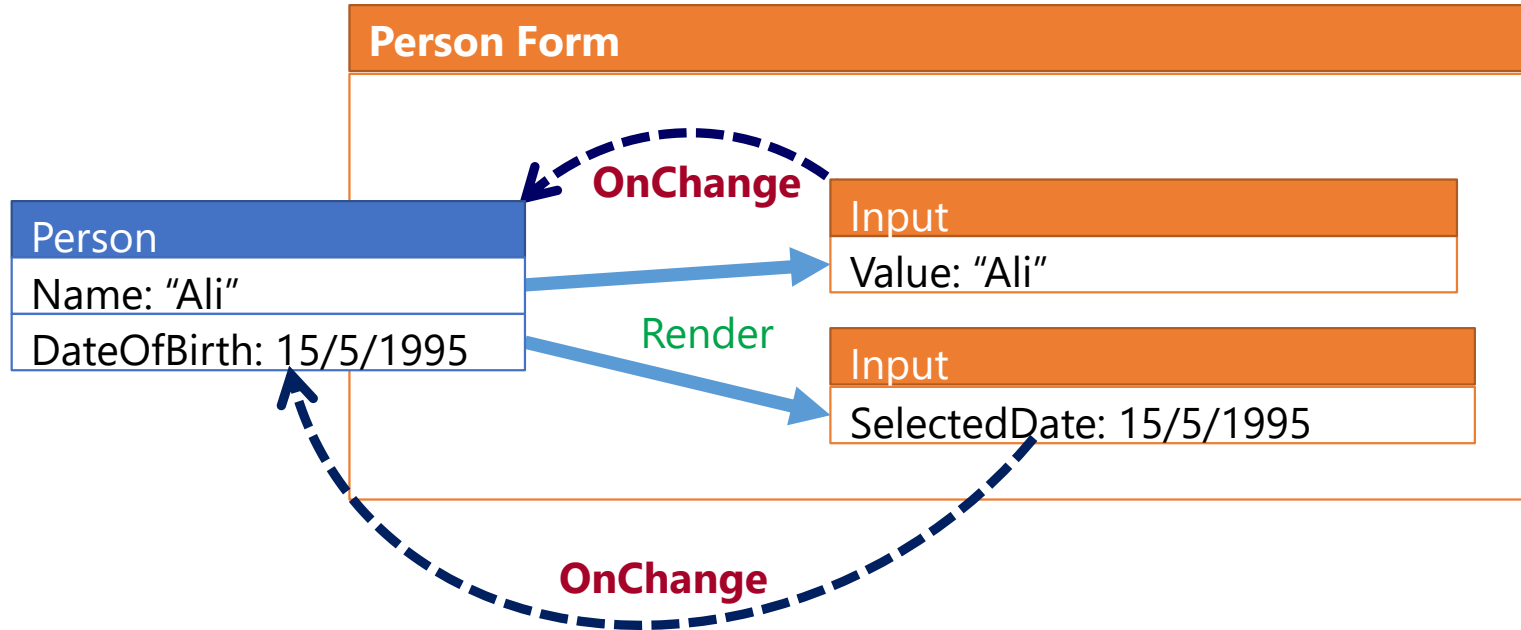 Person Form
OnChange
Person
Name: “Ali”
DateOfBirth: 15/5/1995
Input
Value: “Ali”
Render
Input
SelectedDate: 15/5/1995
OnChange